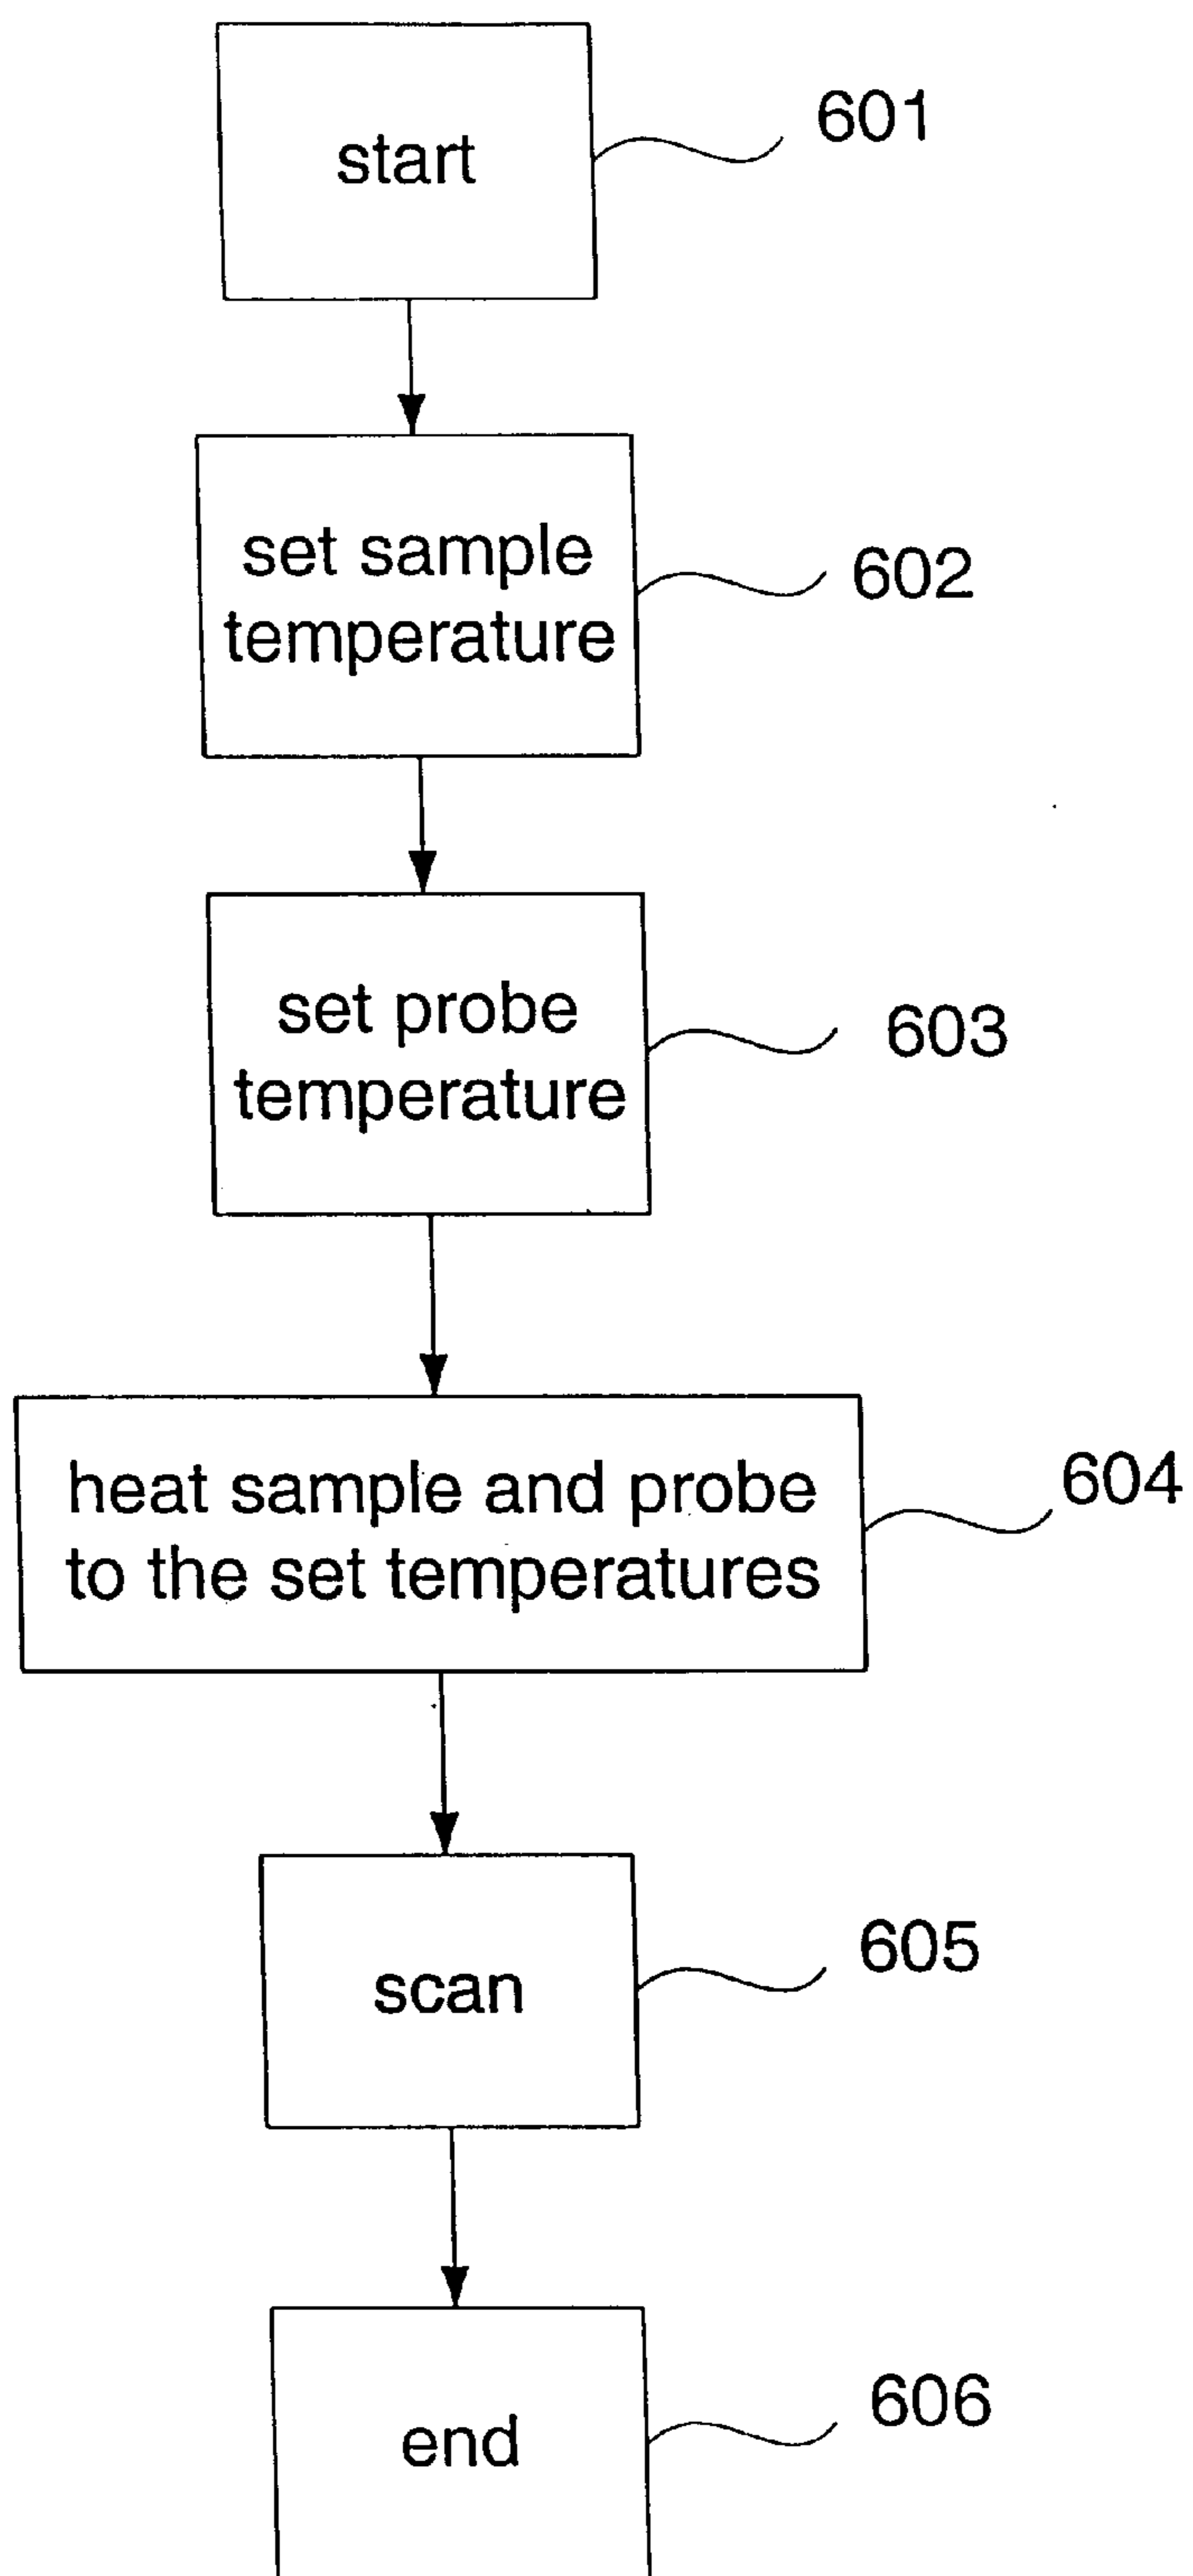 start
601
set sample
temperature
602
set probe
temperature
603
heat sample and probe
to the set temperatures
604
scan
605
end
606